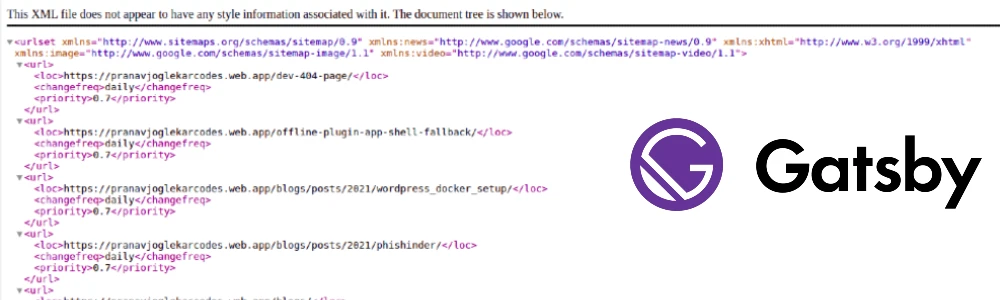 This XML file does not appear to have any style information associated with it. The document tree is shown below.
▼<urlset xmlns="http://www.sitemaps.org/schemas/sitemap/0.9" xmlns:news="http://www.google.com/schemas/sitemap-news/0.9" xmlns:xhtml="http://www.w3.org/1999/xhtml"
xmlns:image="http://www.google.com/schemas/sitemap-image/1.1" xmlns:video="http://www.google.com/schemas/sitemap-video/1.1">
▼<url>
<loc>https://pranavjoglekarcodes.web.app/dev-404-page/</loc>
<changefreq>daily</changefreq>
<priority>0.7</priority>
</url>
▼<url>
<loc>https://pranavjoglekarcodes.web.app/offline-plugin-app-shell-fallback/</loc>
<changefreq>daily</changefreq>
<priority>0.7</priority>
</url>
▼<url>
<loc>https://pranavjoglekarcodes.web.app/blogs/posts/2021/wordpress_docker_setup/</loc>
<changefreq>daily</changefreq>
<priority>0.7</priority>
</url>
▼<url>
<loc>https://pranavjoglekarcodes.web.app/blogs/posts/2021/phishinder/</loc>
<changefreq>daily</changefreq>
<priority>0.7</priority>
</url>
▼<url>
Gatsby